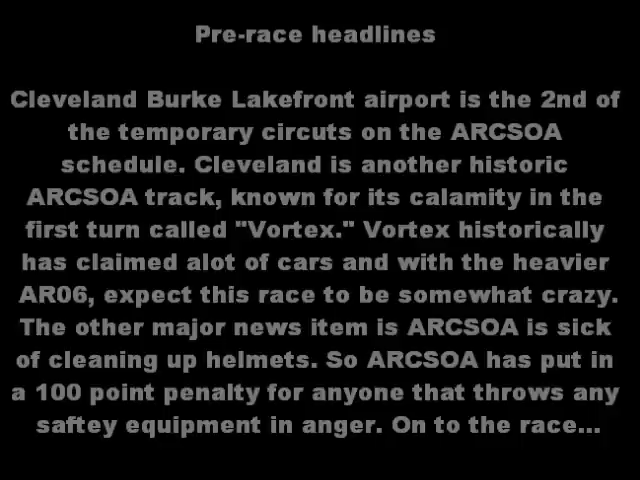 Pre-race headlines
Cleveland Burke Lakefront airport is the 2nd of
the temporary circuts on the ARCSOA
schedule. Cleveland is another historic
ARCSOA track, known for its calamity in the
first turn called "Vortex." Vortex historically
has claimed alot of cars and with the heavier
AR06, expect this race to be somewhat crazy.
The other major news item is ARCSOA is sick
of cleaning up helmets. So ARCSOA has put in
a 100 point penalty for anyone that throws any
saftey equipment in anger. On to the race...